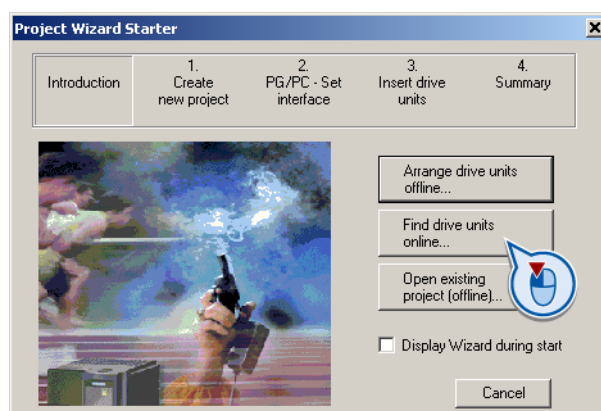 Project Wizard Starter
Introduction
1.
Create
new project
2.
PG/PC - Set
interface
3.
Insert drive
units
4.
Summary
Arrange drive units
offline...
Find drive units
online...
Open existing
project (offline)...
Display Wizard during start
Cancel